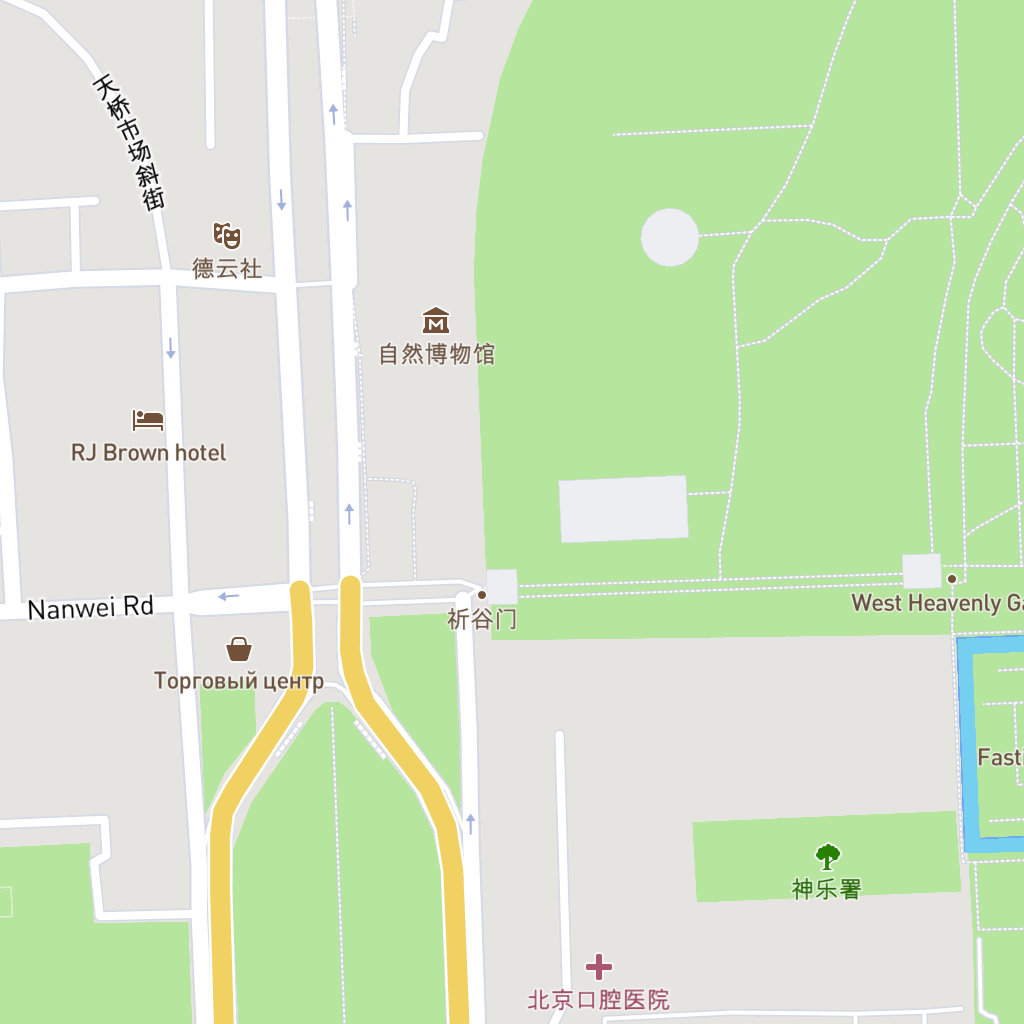 天桥市场斜街
德云社
自然博物馆
RJ Brown hotel
Nanwei Rd
祈谷门
West Heavenly Ga
Торговый центр
Fasti
神乐署
北京口腔医院